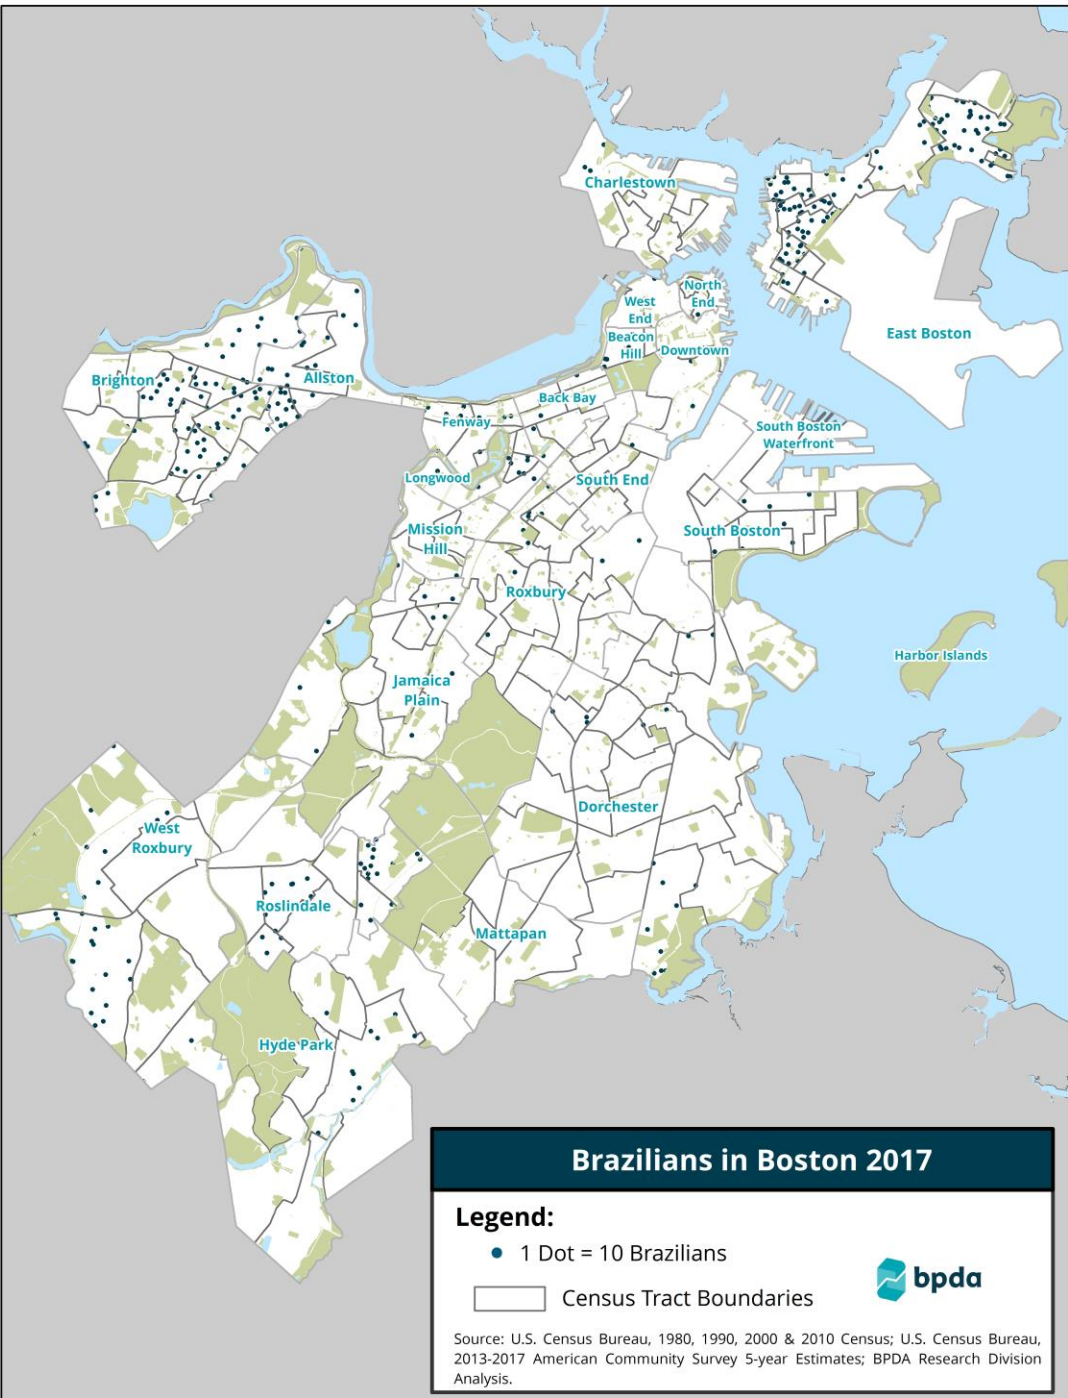 Charlestown
North
End
West
End
Beacon
Hill
Downtown
East Boston
Brighton
Allston
Back Bay
Fenway
South Boston
Waterfront
Longwood
South End
Mission
Hill
South Boston
Roxbury
Harbor Islands
Jamaica
Plain
Dorchester
West
Roxbury
Roslindale
Mattapan
Hyde Park
Brazilians in Boston 2017
Legend:
1 Dot = 10 Brazilians
bpda
Census Tract Boundaries
Source: U.S. Census Bureau, 1980, 1990, 2000 & 2010 Census; U.S. Census Bureau,
2013-2017 American Community Survey 5-year Estimates; BPDA Research Division
Analysis.